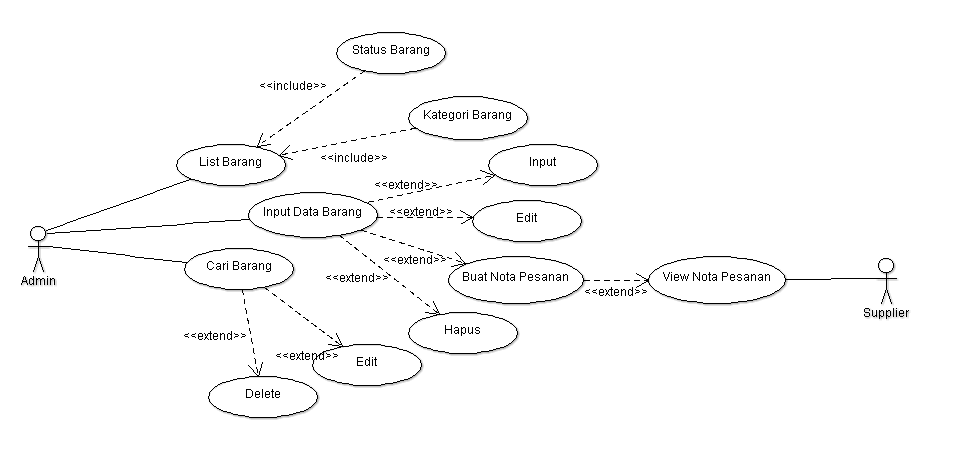 Status Barang
<<include>>
Kategori Barang
<<include>>
List Barang
Input
<<extend>>
Input Data Barang
<<extend>>
Edit
Admin
Cari Barang
<<extend>>
<<extend>>
Buat Nota Pesanan
<<extend>>
View Nota Pesanan
Supplier
Hapus
<<extend>>
<<extend>>
Edit
Delete